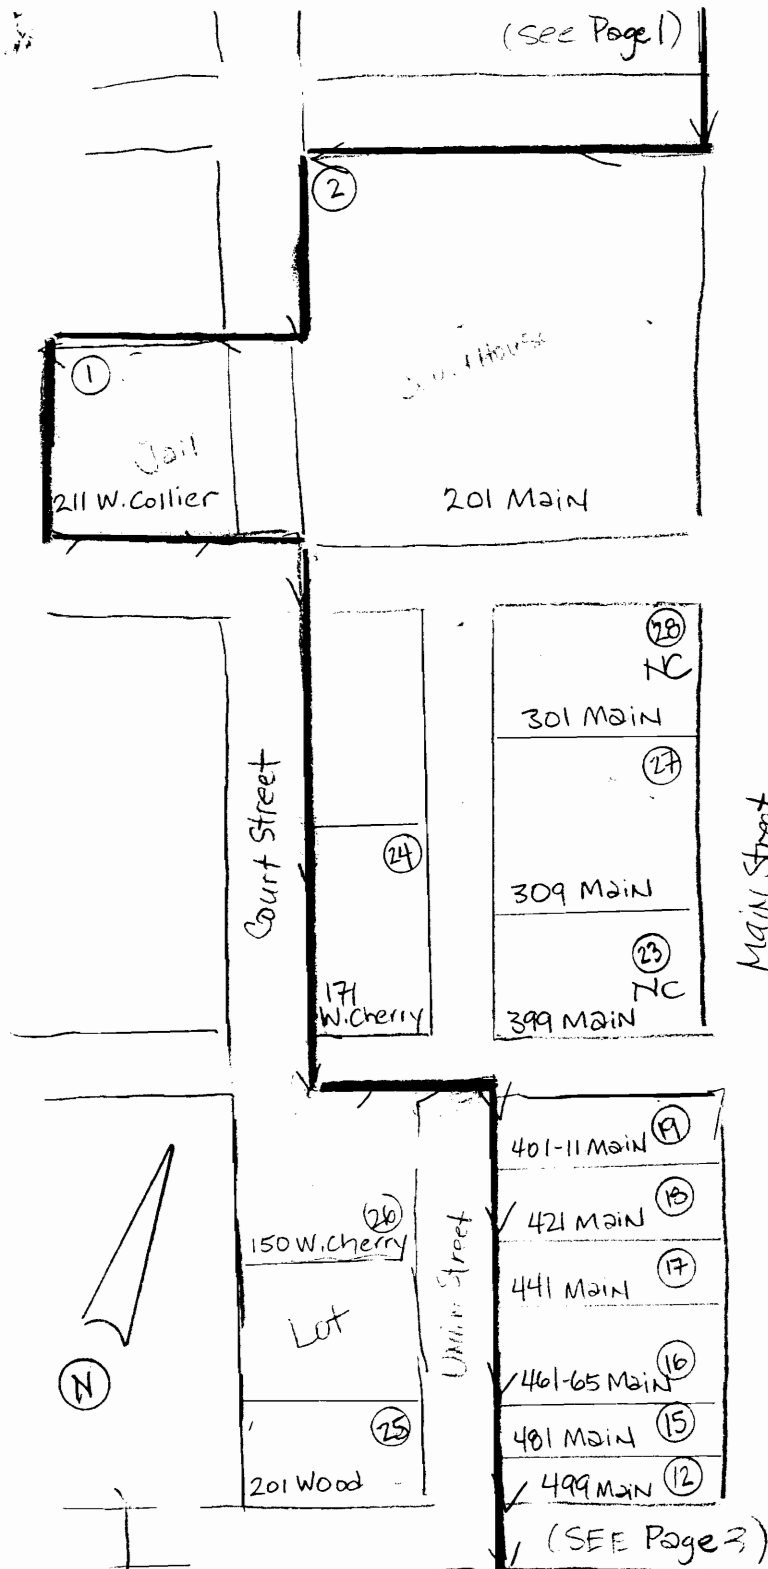 (see Page 1)
2
1
Jail
211 W. Collier
201 Main
28
NC
301 Main
27
Court Street
24
309 Main
Main Street
23
NC
171
W. Cherry
399 Main
401-11 Main 19
421 Main 18
26
150 W. Cherry
Union Street
441 Main 17
Lot
16
461-65 Main
N
25
481 Main 15
201 Wood
499 Main 12
(SEE Page 3)